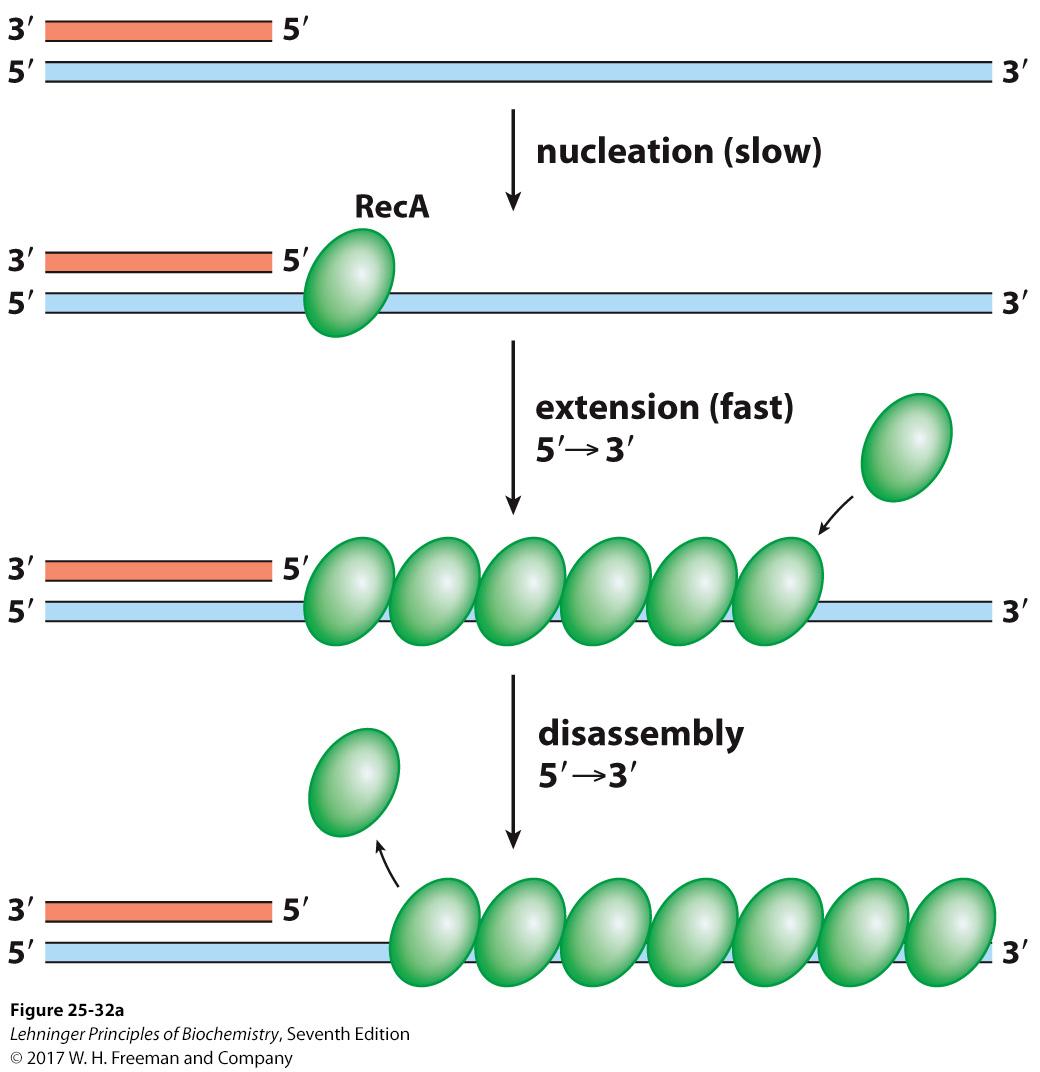 3′ 5′
5′ 3′
nucleation (slow)
RecA
3′ 5′
5′ 3′
extension (fast)
5′→3′
3′ 5′
5′ 3′
disassembly
5′→3′
3′ 5′
5′ 3′
Figure 25-32a
Lehninger Principles of Biochemistry, Seventh Edition
© 2017 W. H. Freeman and Company